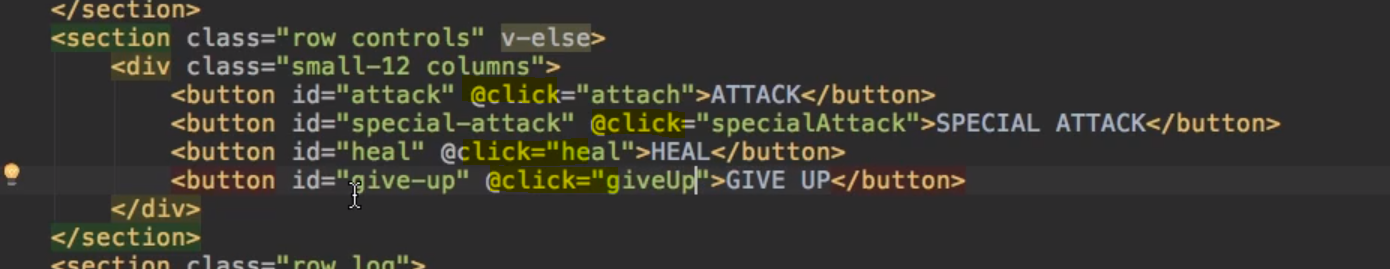 </section>
<section class="row controls" v-else>
<div class="small-12 columns">
<button id="attack" @click="attach">ATTACK</button>
<button id="special-attack" @click="specialAttack">SPECIAL ATTACK</button>
<button id="heal" @click="heal">HEAL</button>
<button id="give-up" @click="giveUp">GIVE UP</button>
</div>
</section>
<section class="row log">